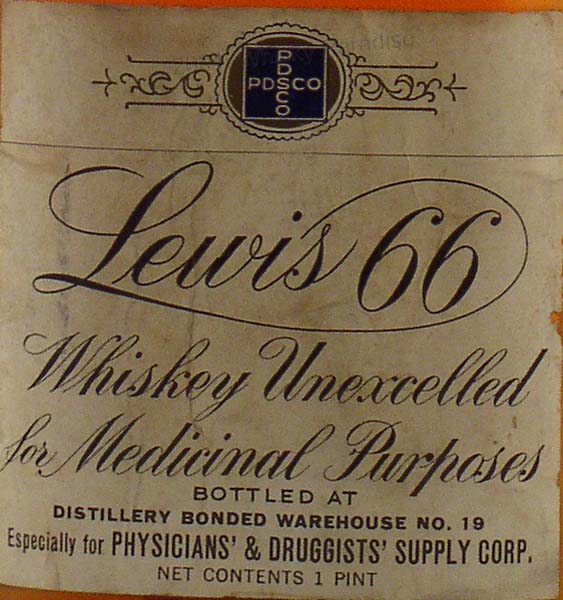 PDSCO
PDSCO
Lewis 66
Whiskey Unexcelled
for Medicinal Purposes
BOTTLED AT
DISTILLERY BONDED WAREHOUSE NO. 19
Especially for PHYSICIANS' & DRUGGISTS' SUPPLY CORP.
NET CONTENTS 1 PINT